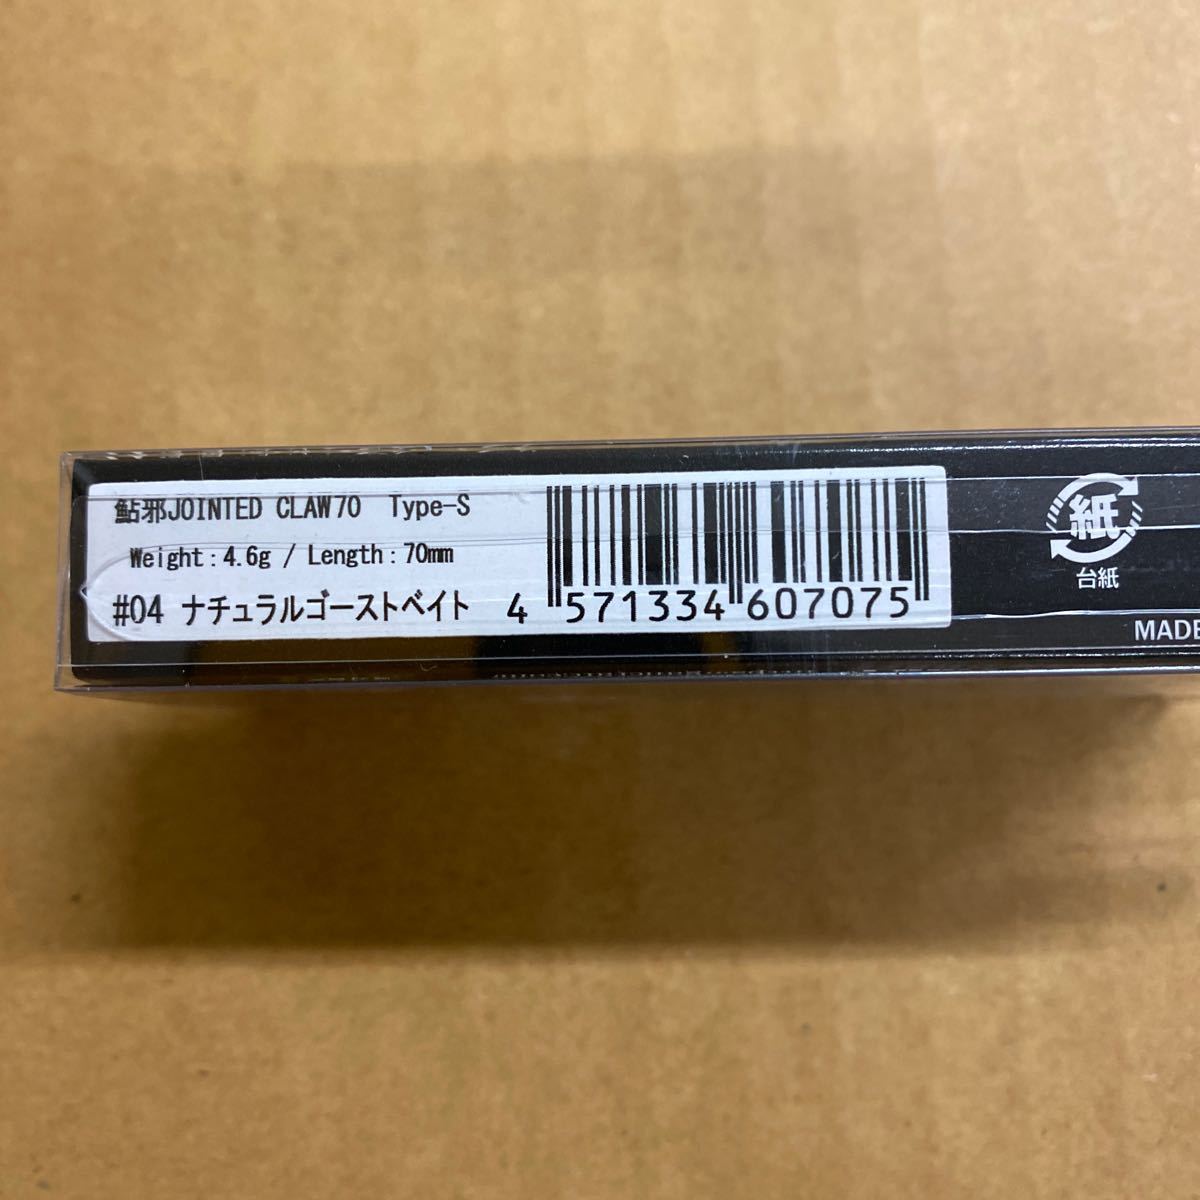 鮎邪JOINTED CLAW70 Type-S
Weight:4.6g / Length:70mm
#04 ナチュラルゴーストベイト
4 571334 607075
紙
台紙
MADE